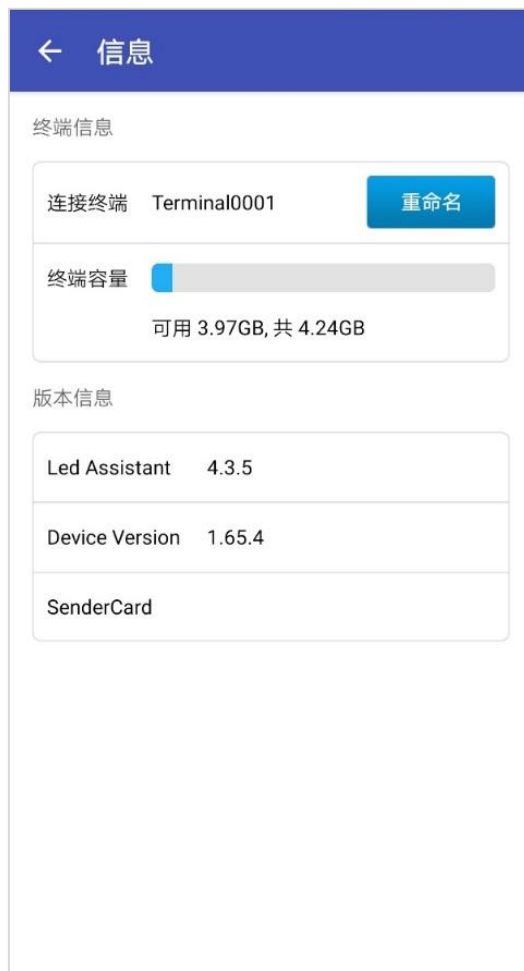 信息
终端信息
连接终端 Terminal0001 重命名
终端容量
可用 3.97GB, 共 4.24GB
版本信息
Led Assistant 4.3.5
Device Version 1.65.4
SenderCard